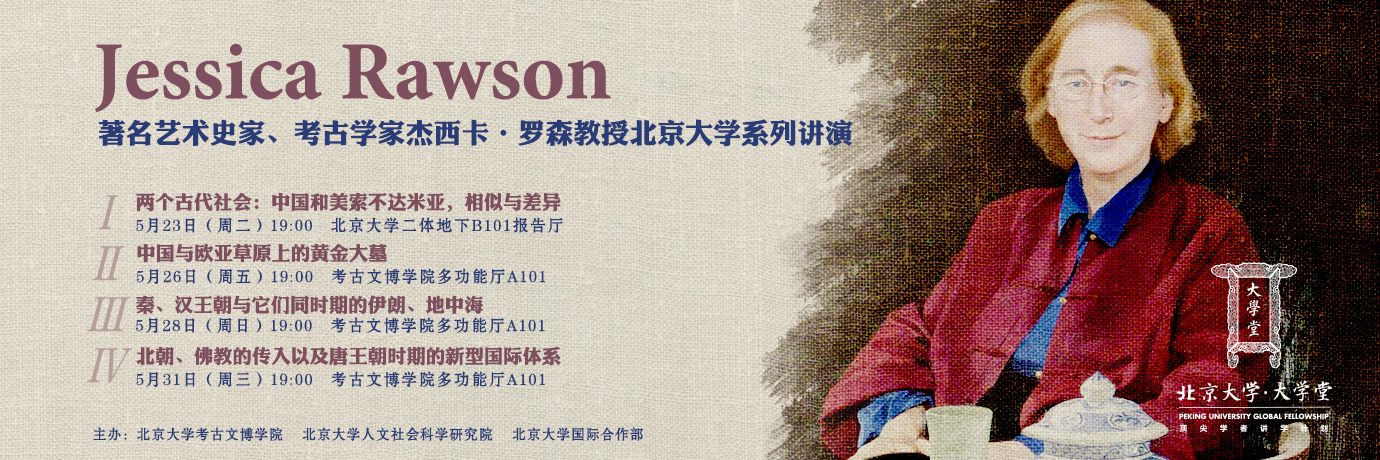 Jessica Rawson
著名艺术史家、考古学家杰西卡·罗森教授北京大学系列讲演
I 两个古代社会：中国和美索不达米亚，相似与差异
5月23日（周二）19:00 北京大学二体地下B101报告厅
II 中国与欧亚草原上的黄金大墓
5月26日（周五）19:00 考古文博学院多功能厅A101
III 秦、汉王朝与它们同时期的伊朗、地中海
5月28日（周日）19:00 考古文博学院多功能厅A101
IV 北朝、佛教的传入以及唐王朝时期的新型国际体系
5月31日（周三）19:00 考古文博学院多功能厅A101
主办：北京大学考古文博学院 北京大学人文社会科学研究院 北京大学国际合作部
大學堂
北京大学·大学堂
PEKING UNIVERSITY GLOBAL FELLOWSHIP
顶尖学者讲学计划